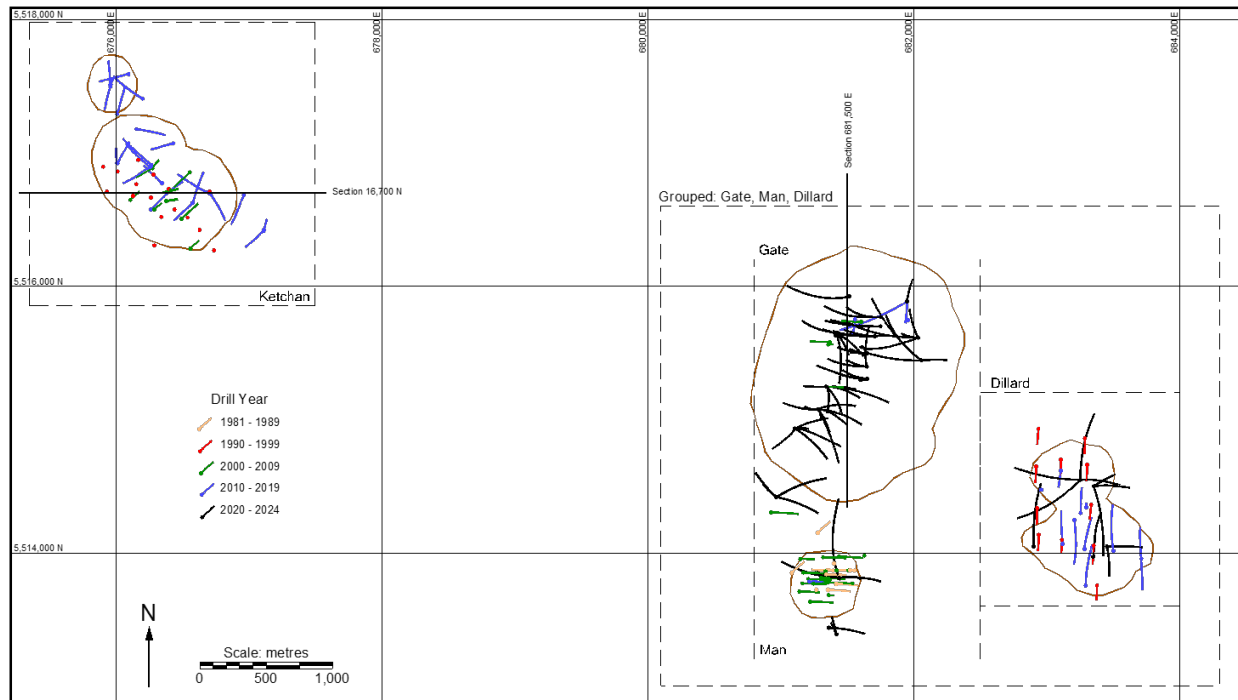 5,518,000 N
676,000 E
678,000 E
680,000 E
682,000 E
684,000 E
Section 681,500 E
Section 16,700 N
Grouped: Gate, Man, Dillard
Gate
5,516,000 N
Ketchan
Dillard
Drill Year
1981 - 1989
1990 - 1999
2000 - 2009
2010 - 2019
2020 - 2024
5,514,000 N
N
Man
Scale: metres
0 500 1,000